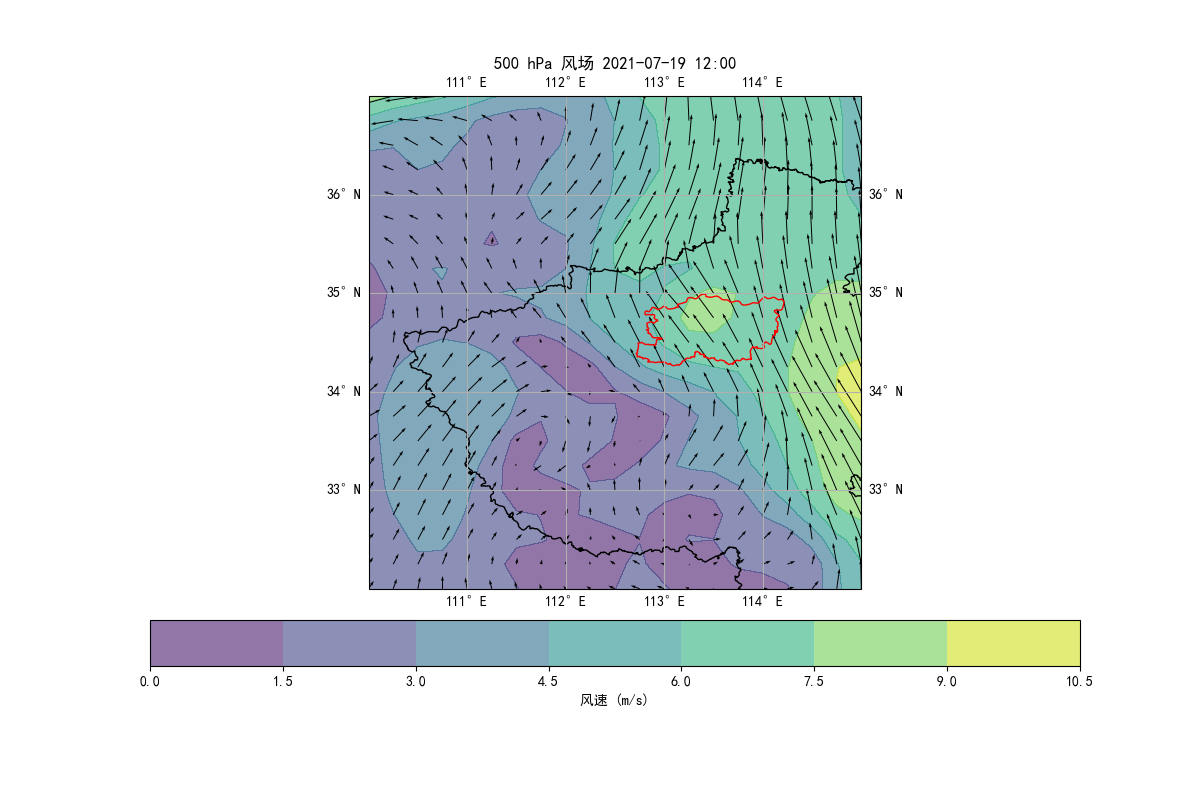 500 hPa 风场 2021-07-19 12:00
111° E 112° E 113° E 114° E
36° N 36° N
35° N 35° N
34° N 34° N
33° N 33° N
111° E 112° E 113° E 114° E
0.0 1.5 3.0 4.5 6.0 7.5 9.0 10.5
风速 (m/s)